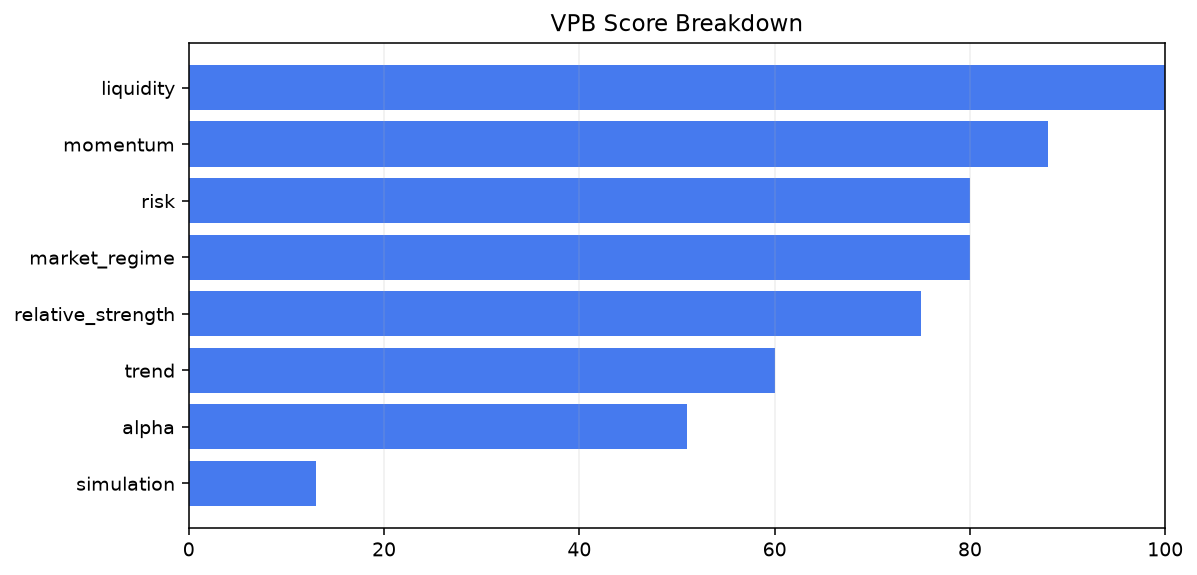 VPB Score Breakdown
liquidity
momentum
risk
market_regime
relative_strength
trend
alpha
simulation
0 20 40 60 80 100